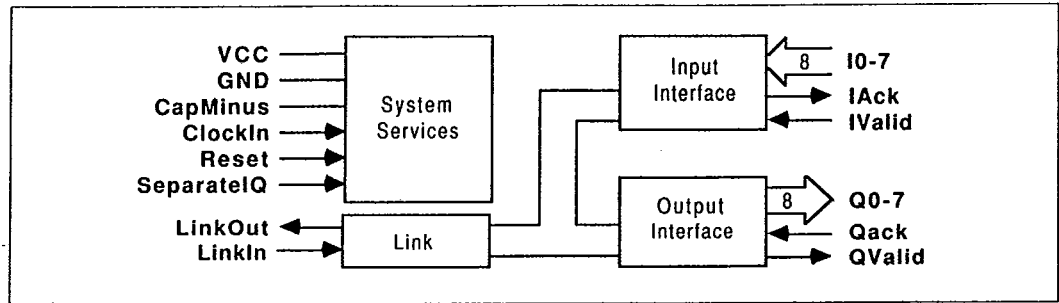 VCC
GND
CapMinus
ClockIn
Reset
SeparateIQ
LinkOut
LinkIn
System
Services
Link
Input
Interface
8
I0-7
IAck
IValid
Output
Interface
8
Q0-7
Qack
QValid